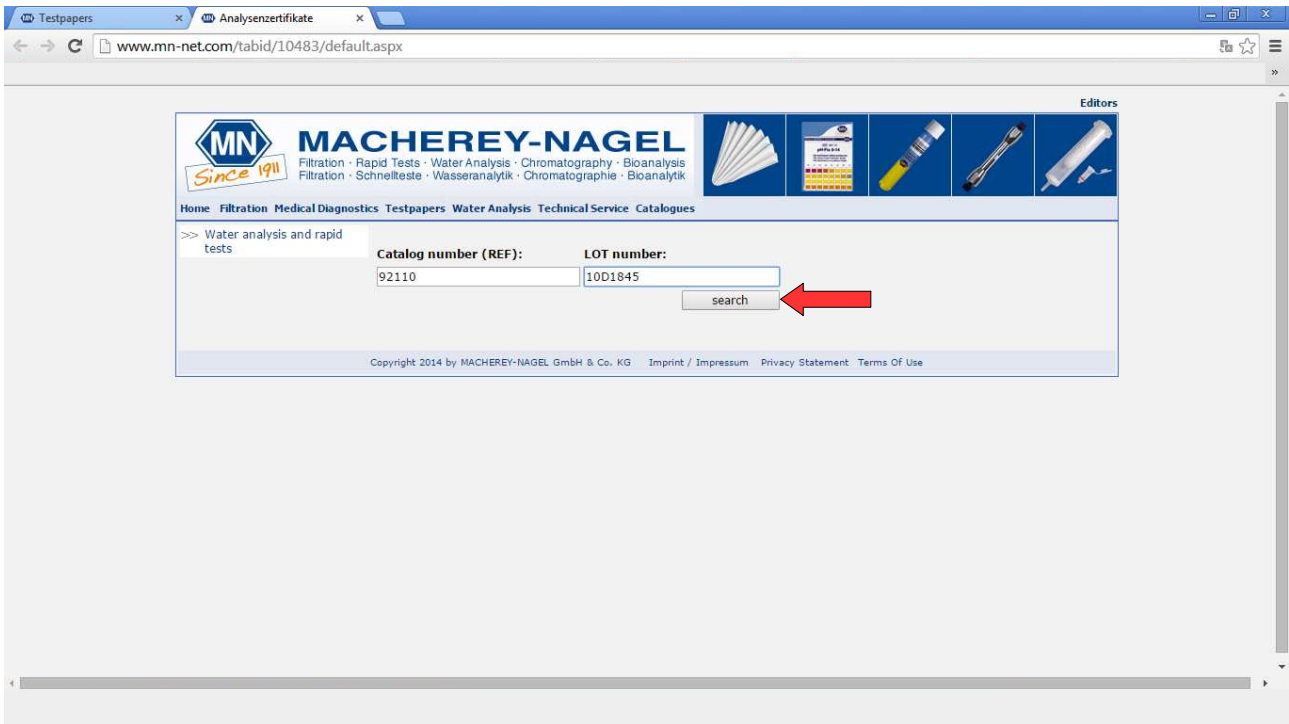 Testpapers
Analysenzertifikate
www.mn-net.com/tabid/10483/default.aspx
Editors
MN
Since 1911
MACHEREY-NAGEL
Filtration · Rapid Tests · Water Analysis · Chromatography · Bioanalysis
Filtration · Schnellteste · Wasseranalytik · Chromatographie · Bioanalytik
Home Filtration Medical Diagnostics Testpapers Water Analysis Technical Service Catalogues
>> Water analysis and rapid
tests
Catalog number (REF): LOT number:
92110 10D1845
search
Copyright 2014 by MACHEREY-NAGEL GmbH & Co. KG Imprint / Impressum Privacy Statement Terms Of Use